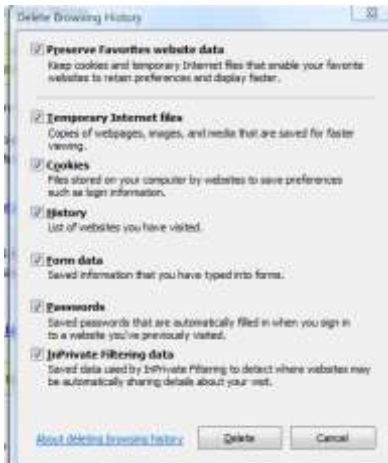 Delete Browsing History
Preserve Favorites website data
Keep cookies and temporary Internet files that enable your favorite
websites to retain preferences and display faster.
Temporary Internet files
Copies of webpages, images, and media that are saved for faster
viewing.
Cookies
Files stored on your computer by websites to save preferences
such as login information.
History
List of websites you have visited.
Form data
Saved information that you have typed into forms.
Passwords
Saved passwords that are automatically filled in when you sign in
to a website you've previously visited.
InPrivate Filtering data
Saved data used by InPrivate Filtering to detect where websites may
be automatically sharing details about your visit.
About deleting browsing history
Delete
Cancel